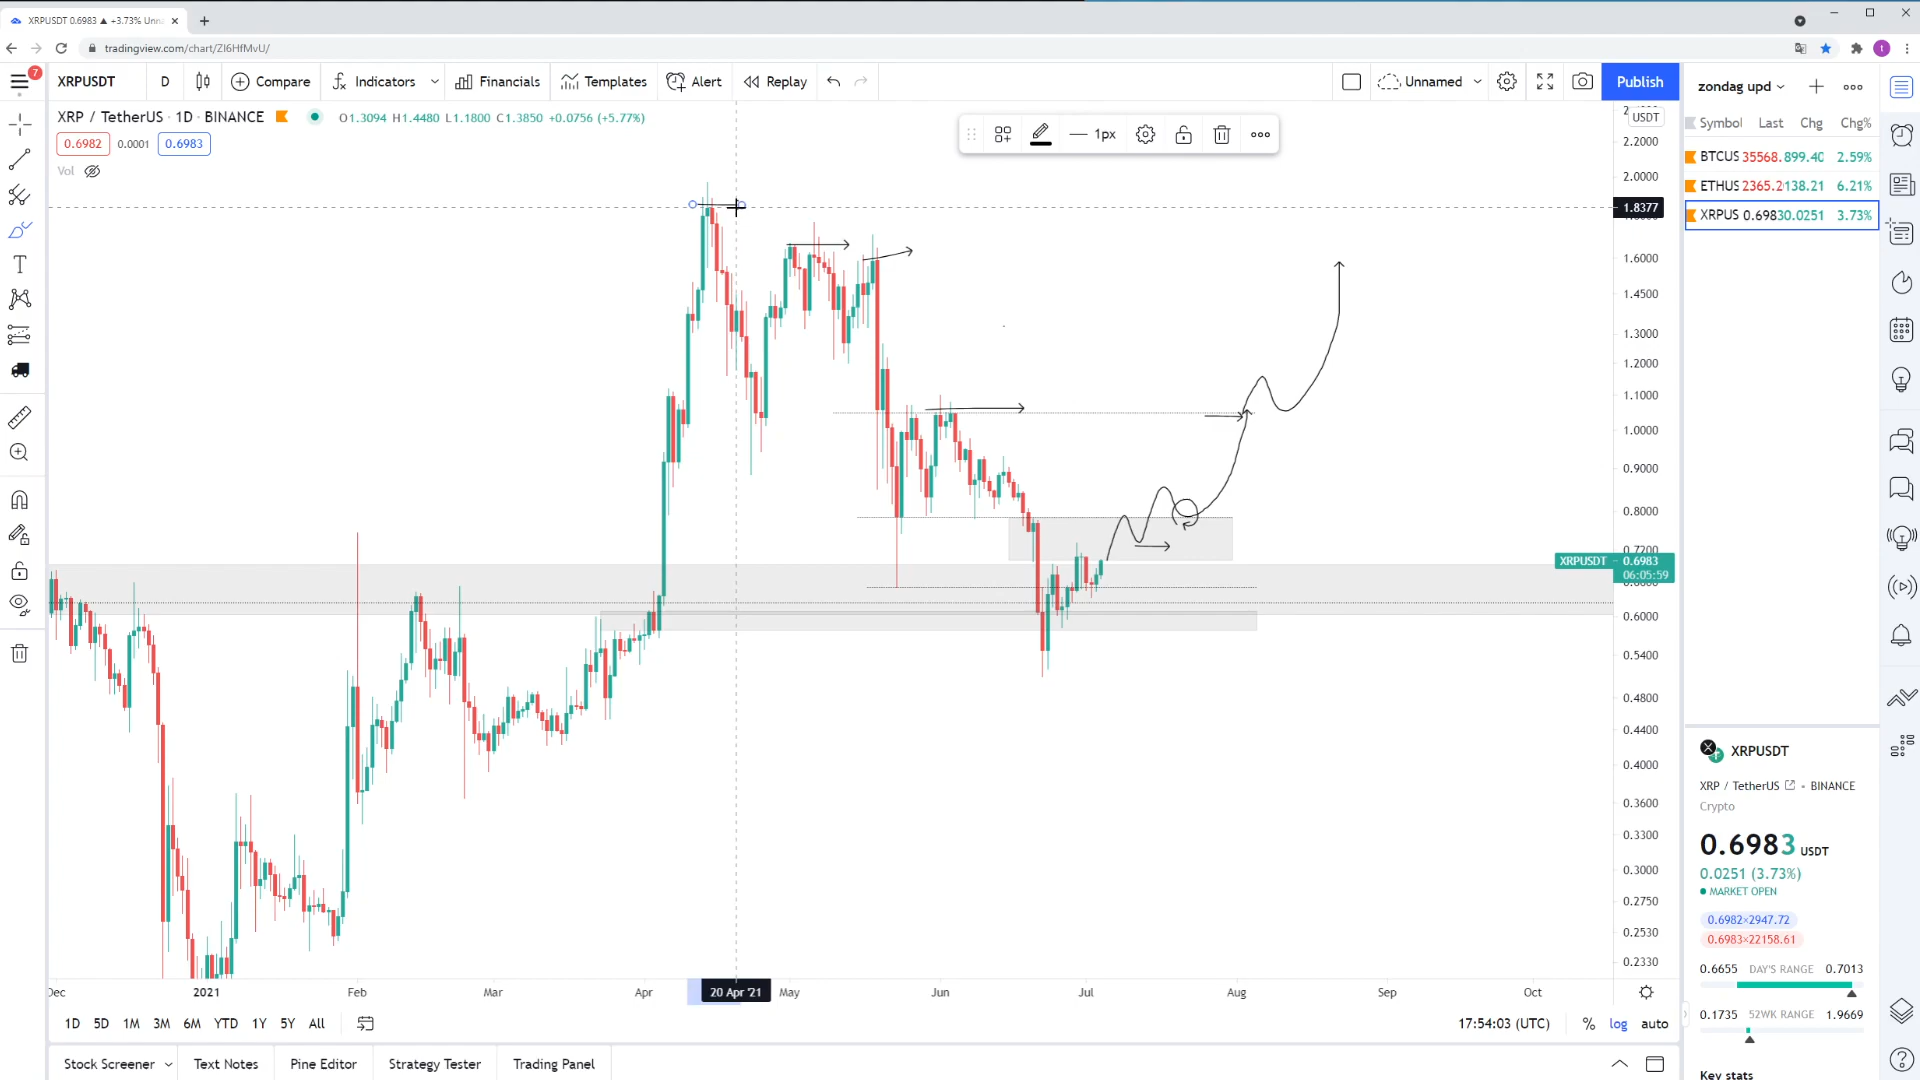 XRPUSDT 0.6983 ▲ +3.73% Unna
tradingview.com/chart/ZI6HfMvU/
7 XRPUSDT D Compare Indicators Financials Templates Alert Replay Unnamed Publish
XRP / TetherUS · 1D · BINANCE O1.3094 H1.4480 L1.1800 C1.3850 +0.0756 (+5.77%)
0.6982 0.0001 0.6983
Vol
1px
USDT
2.2000
2.0000
1.8377
1.6000
1.4500
1.3000
1.2000
1.1000
1.0000
0.9000
0.8000
0.7200
XRPUSDT 0.6983
06:05:59
0.6000
0.5400
0.4800
0.4400
0.4000
0.3600
0.3300
0.3000
0.2750
0.2530
0.2330
Dec 2021 Feb Mar Apr 20 Apr '21 May Jun Jul Aug Sep Oct
1D 5D 1M 3M 6M YTD 1Y 5Y All 17:54:03 (UTC) % log auto
Stock Screener Text Notes Pine Editor Strategy Tester Trading Panel
zondag upd
Symbol Last Chg Chg%
BTCUS 35568. 899.40 2.59%
ETHUS 2365.2 138.21 6.21%
XRPUS 0.6983 0.0251 3.73%
XRPUSDT
XRP / TetherUS • BINANCE
Crypto
0.6983 USDT
0.0251 (3.73%)
MARKET OPEN
0.6982×2947.72
0.6983×22158.61
0.6655 DAY'S RANGE 0.7013
0.1735 52WK RANGE 1.9669
Key stats